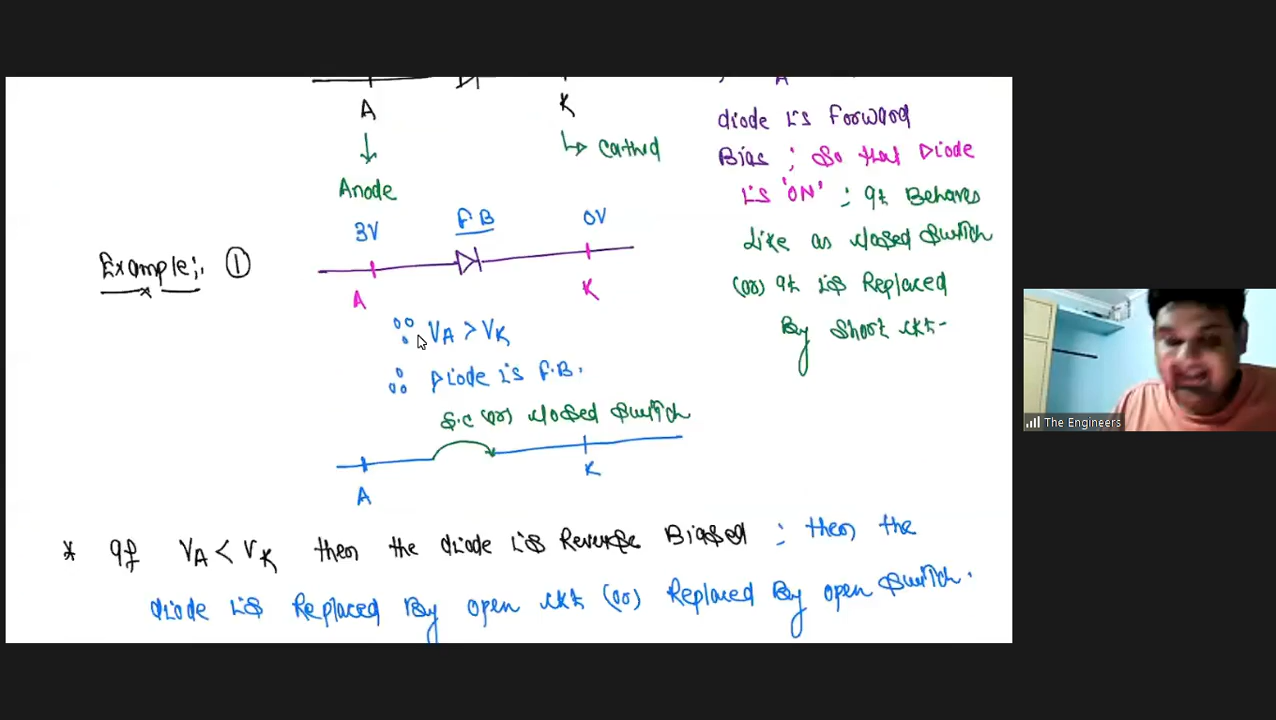 A
K
A
diode is Forward
Cathd
Bias ; So that Diode
Anode
is 'ON' ; It Behaves
3V
F.B
0V
Like as closed Switch
Example:. ①
A
K
(or) It is Replaced
∵ VA > VK
By Short ckt-
∴ Diode is F.B.
S.C (or) closed Switch
A
K
The Engineers
* If VA < VK then the diode is Reverse Biased ; then the
diode is Replaced By open ckt (or) Replaced By open Switch.